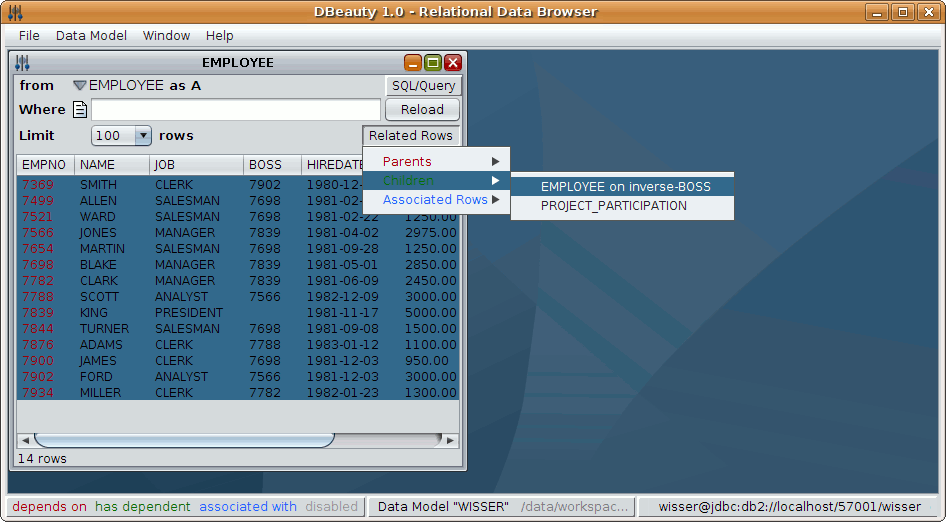 DBeauty 1.0 - Relational Data Browser
File Data Model Window Help
EMPLOYEE
from EMPLOYEE as A SQL/Query
Where Reload
Limit 100 rows Related Rows
EMPNO NAME JOB BOSS HIREDATE
Parents
Children
Associated Rows
EMPLOYEE on inverse-BOSS
PROJECT_PARTICIPATION
7369 SMITH CLERK 7902 1980-12-
7499 ALLEN SALESMAN 7698 1981-02-
7521 WARD SALESMAN 7698 1981-02-22 1250.00
7566 JONES MANAGER 7839 1981-04-02 2975.00
7654 MARTIN SALESMAN 7698 1981-09-28 1250.00
7698 BLAKE MANAGER 7839 1981-05-01 2850.00
7782 CLARK MANAGER 7839 1981-06-09 2450.00
7788 SCOTT ANALYST 7566 1982-12-09 3000.00
7839 KING PRESIDENT 1981-11-17 5000.00
7844 TURNER SALESMAN 7698 1981-09-08 1500.00
7876 ADAMS CLERK 7788 1983-01-12 1100.00
7900 JAMES CLERK 7698 1981-12-03 950.00
7902 FORD ANALYST 7566 1981-12-03 3000.00
7934 MILLER CLERK 7782 1982-01-23 1300.00
14 rows
depends on has dependent associated with disabled Data Model "WISSER" /data/workspac... wisser@jdbc:db2://localhost/57001/wisser